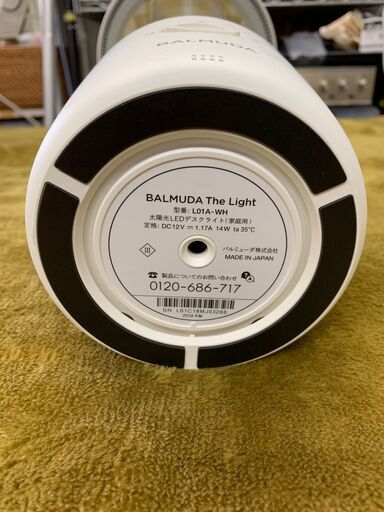 BALMUDA
BALMUDA The Light
型番: L01A-WH
太陽光LEDデスクライト(家庭用)
定格: DC12V ⎓ 1.17A 14W ta 35℃
バルミューダ株式会社
MADE IN JAPAN
製品についてのお問い合わせ
0120-686-717
SN L01C18MJ03266
2018年製